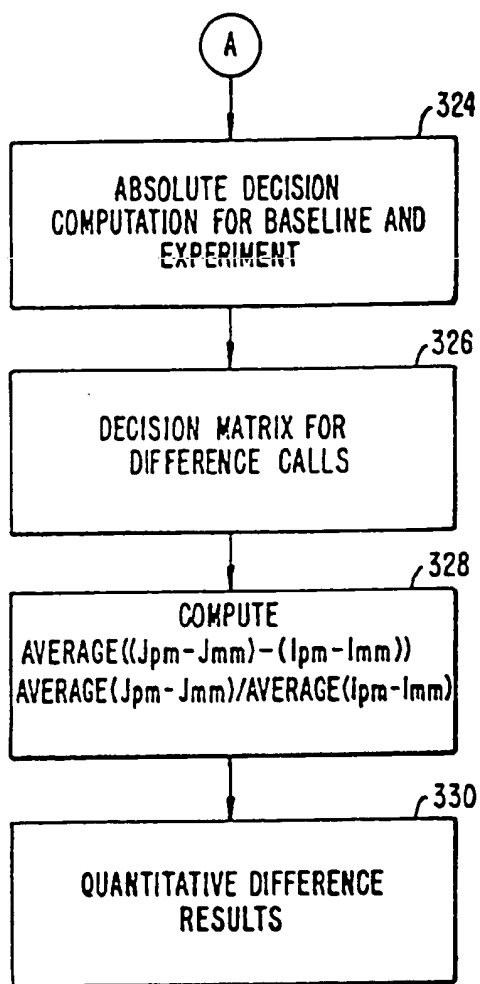 A
324
ABSOLUTE DECISION
COMPUTATION FOR BASELINE AND
EXPERIMENT
326
DECISION MATRIX FOR
DIFFERENCE CALLS
328
COMPUTE
AVERAGE((Jpm-Jmm)-(Ipm-Imm))
AVERAGE(Jpm-Jmm)/AVERAGE(Ipm-Imm)
330
QUANTITATIVE DIFFERENCE
RESULTS